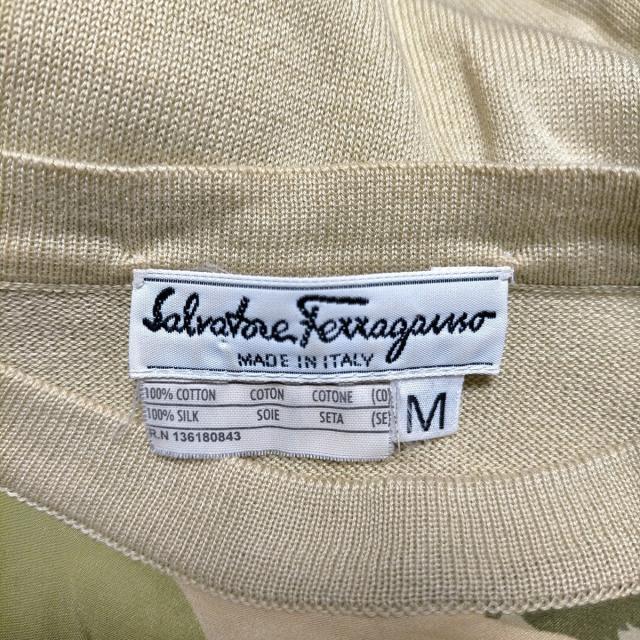 Salvatore Ferragamo
MADE IN ITALY
100% COTTON COTON COTONE (CO)
100% SILK SOIE SETA (SE)
R.N 136180843
M